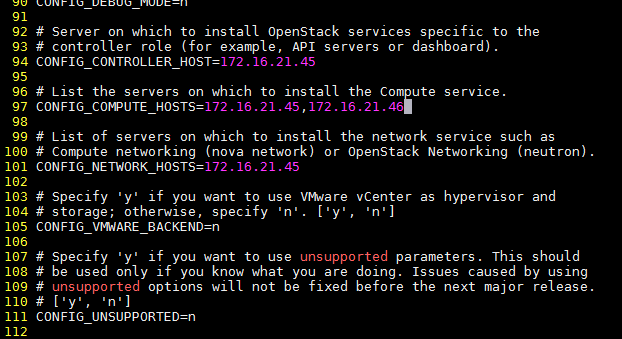 90 CONFIG_DEBUG_MODE=n
91
92 # Server on which to install OpenStack services specific to the
93 # controller role (for example, API servers or dashboard).
94 CONFIG_CONTROLLER_HOST=172.16.21.45
95
96 # List the servers on which to install the Compute service.
97 CONFIG_COMPUTE_HOSTS=172.16.21.45,172.16.21.46
98
99 # List of servers on which to install the network service such as
100 # Compute networking (nova network) or OpenStack Networking (neutron).
101 CONFIG_NETWORK_HOSTS=172.16.21.45
102
103 # Specify 'y' if you want to use VMware vCenter as hypervisor and
104 # storage; otherwise, specify 'n'. ['y', 'n']
105 CONFIG_VMWARE_BACKEND=n
106
107 # Specify 'y' if you want to use unsupported parameters. This should
108 # be used only if you know what you are doing. Issues caused by using
109 # unsupported options will not be fixed before the next major release.
110 # ['y', 'n']
111 CONFIG_UNSUPPORTED=n
112